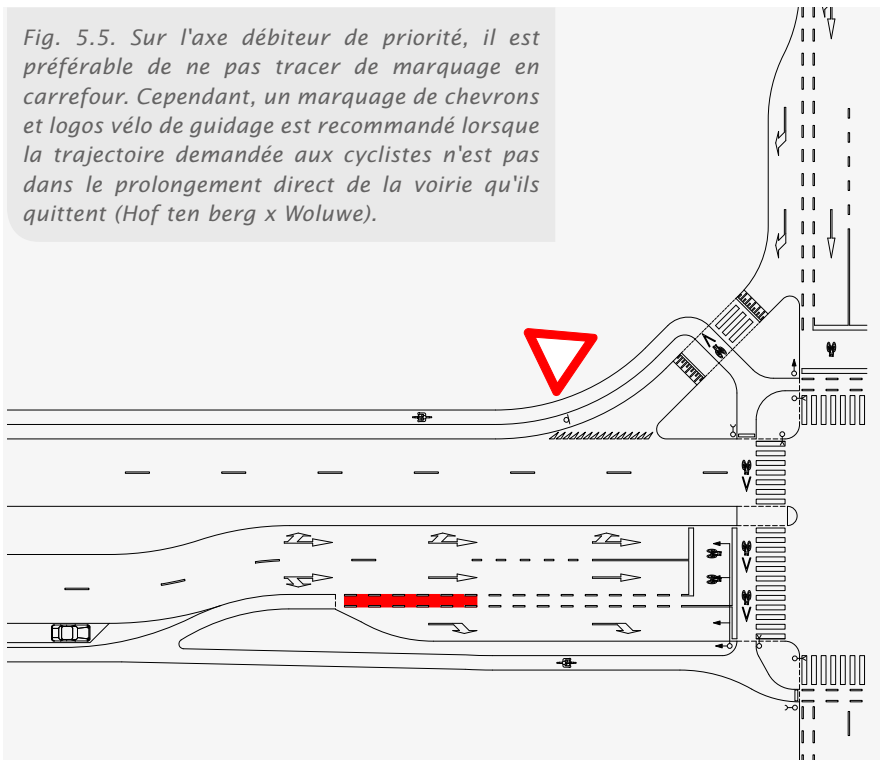 Fig. 5.5. Sur l'axe débiteur de priorité, il est
préférable de ne pas tracer de marquage en
carrefour. Cependant, un marquage de chevrons
et logos vélo de guidage est recommandé lorsque
la trajectoire demandée aux cyclistes n'est pas
dans le prolongement direct de la voirie qu'ils
quittent (Hof ten berg x Woluwe).